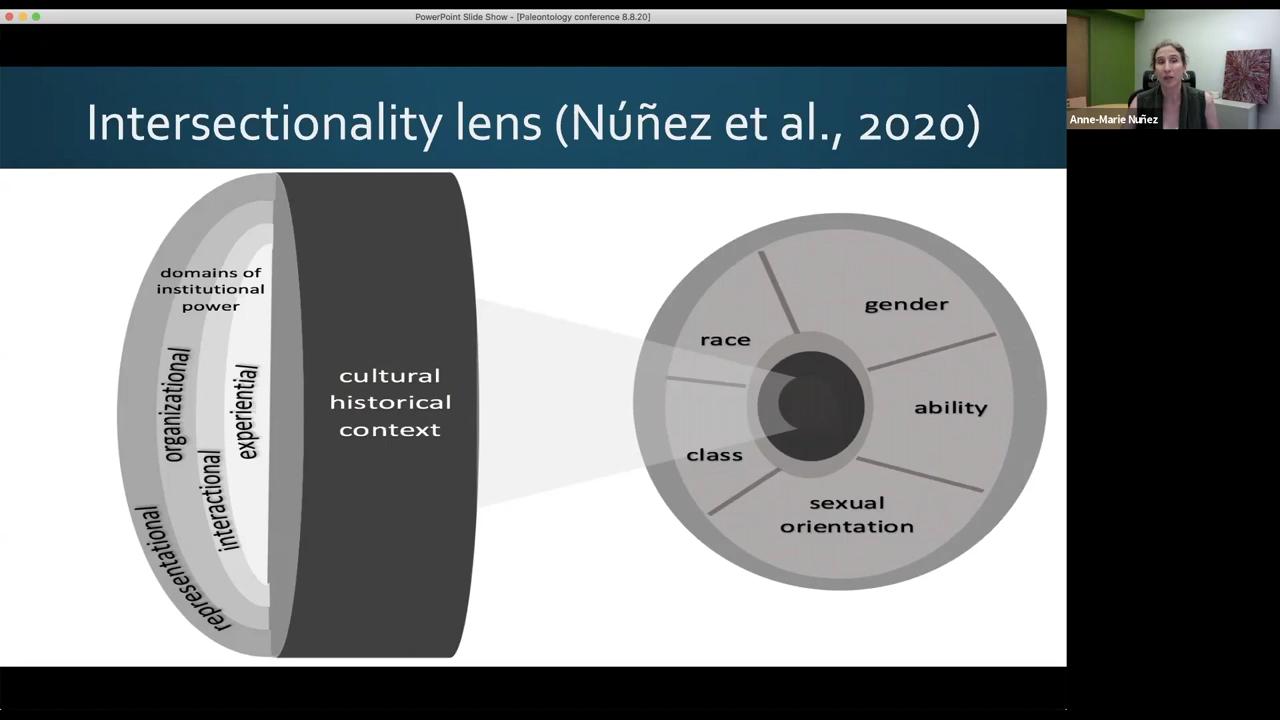 PowerPoint Slide Show - [Paleontology conference 8.8.20]
Intersectionality lens (Núñez et al., 2020)
domains of
institutional
power
organizational
experiential
interactional
representational
cultural
historical
context
race
gender
ability
class
sexual
orientation
Anne-Marie Nuñez